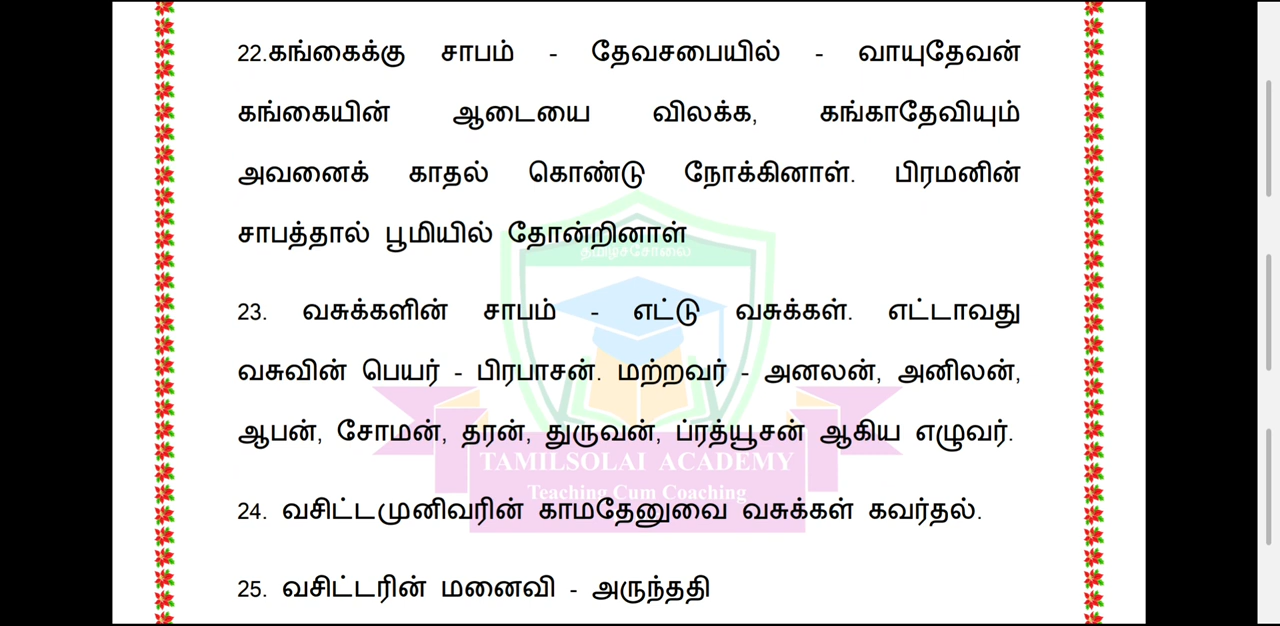 22.கங்கைக்கு சாபம் - தேவசபையில் - வாயுதேவன்
கங்கையின் ஆடையை விலக்க, கங்காதேவியும்
அவனைக் காதல் கொண்டு நோக்கினாள். பிரமனின்
சாபத்தால் பூமியில் தோன்றினாள்
தமிழ்ச்சோலை
23. வசுக்களின் சாபம் - எட்டு வசுக்கள். எட்டாவது
வசுவின் பெயர் - பிரபாசன். மற்றவர் - அனலன், அனிலன்,
ஆபன், சோமன், தரன், துருவன், ப்ரத்யூசன் ஆகிய எழுவர்.
TAMILSOLAI ACADEMY
Teaching Cum Coaching
24. வசிட்டமுனிவரின் காமதேனுவை வசுக்கள் கவர்தல்.
25. வசிட்டரின் மனைவி - அருந்ததி